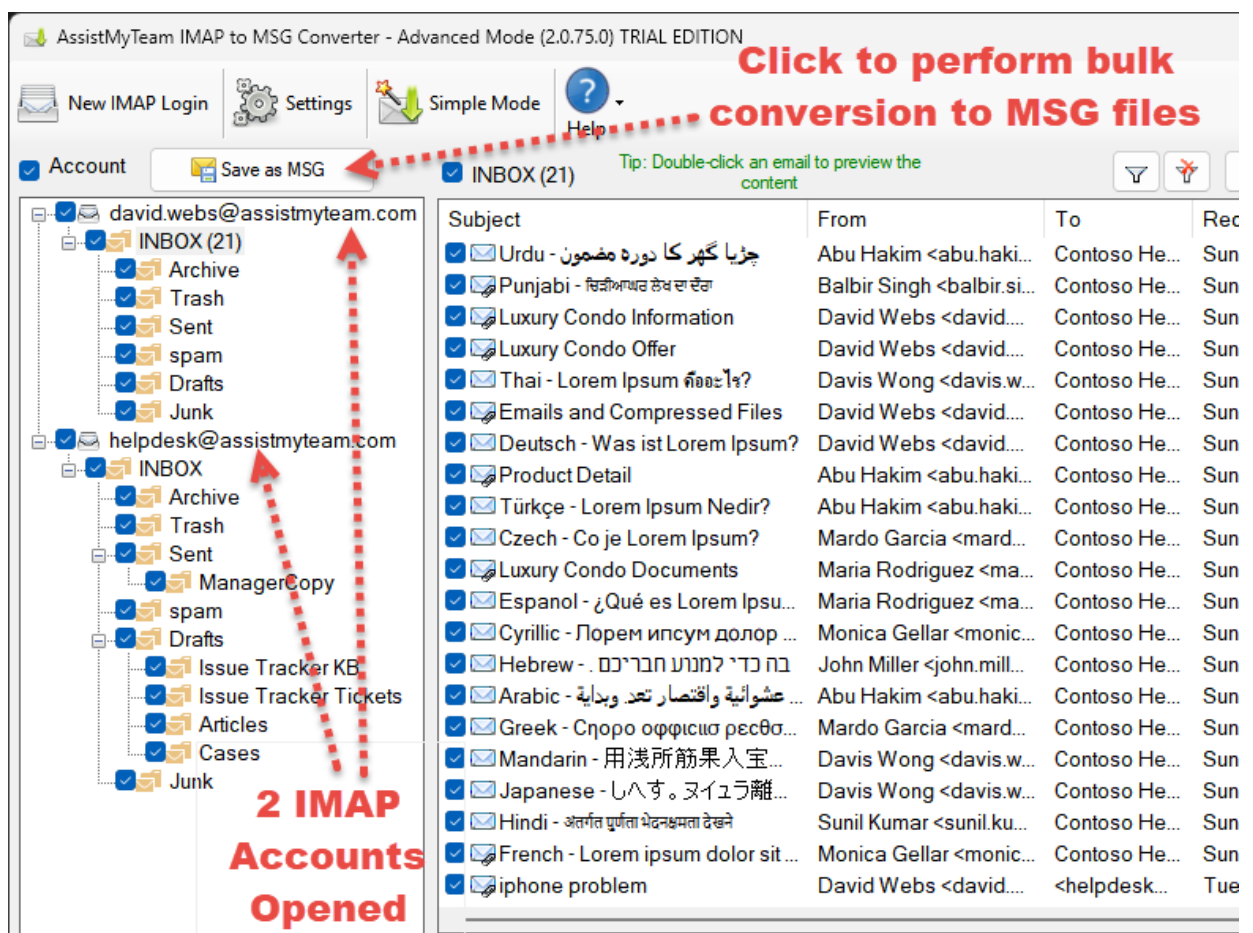 AssistMyTeam IMAP to MSG Converter - Advanced Mode (2.0.75.0) TRIAL EDITION
New IMAP Login
Settings
Simple Mode
Help
Click to perform bulk
conversion to MSG files
Account
Save as MSG
INBOX (21)
Tip: Double-click an email to preview the
content
david.webs@assistmyteam.com
INBOX (21)
Archive
Trash
Sent
spam
Drafts
Junk
helpdesk@assistmyteam.com
INBOX
Archive
Trash
Sent
ManagerCopy
spam
Drafts
Issue Tracker KB
Issue Tracker Tickets
Articles
Cases
Junk
2 IMAP
Accounts
Opened
Subject From To Rec
Urdu - چڑیا گھر کا دورہ مضمون Abu Hakim <abu.haki... Contoso He... Sun
Punjabi - ਚਿੜੀਆਘਰ ਲੇਖ ਦਾ ਦੌਰਾ Balbir Singh <balbir.si... Contoso He... Sun
Luxury Condo Information David Webs <david.... Contoso He... Sun
Luxury Condo Offer David Webs <david.... Contoso He... Sun
Thai - Lorem Ipsum คืออะไร? Davis Wong <davis.w... Contoso He... Sun
Emails and Compressed Files David Webs <david.... Contoso He... Sun
Deutsch - Was ist Lorem Ipsum? David Webs <david.... Contoso He... Sun
Product Detail Abu Hakim <abu.haki... Contoso He... Sun
Türkçe - Lorem Ipsum Nedir? Abu Hakim <abu.haki... Contoso He... Sun
Czech - Co je Lorem Ipsum? Mardo Garcia <mard... Contoso He... Sun
Luxury Condo Documents Maria Rodriguez <ma... Contoso He... Sun
Espanol - ¿Qué es Lorem Ipsu... Maria Rodriguez <ma... Contoso He... Sun
Cyrillic - Лорем ипсум долор ... Monica Gellar <monic... Contoso He... Sun
Hebrew - . בה כדי למנוע חבריכם John Miller <john.mill... Contoso He... Sun
Arabic - عشوائية واقتصار تعد. وبداية ... Abu Hakim <abu.haki... Contoso He... Sun
Greek - Cηορο οφφιcιισ ρεcθσ... Mardo Garcia <mard... Contoso He... Sun
Mandarin - 用浅所筋果入宝... Davis Wong <davis.w... Contoso He... Sun
Japanese - しへす。ヌイュラ離... Davis Wong <davis.w... Contoso He... Sun
Hindi - अंतर्गत पुर्णता भेदनक्षमता देखने Sunil Kumar <sunil.ku... Contoso He... Sun
French - Lorem ipsum dolor sit ... Monica Gellar <monic... Contoso He... Sun
iphone problem David Webs <david.... <helpdesk... Tue